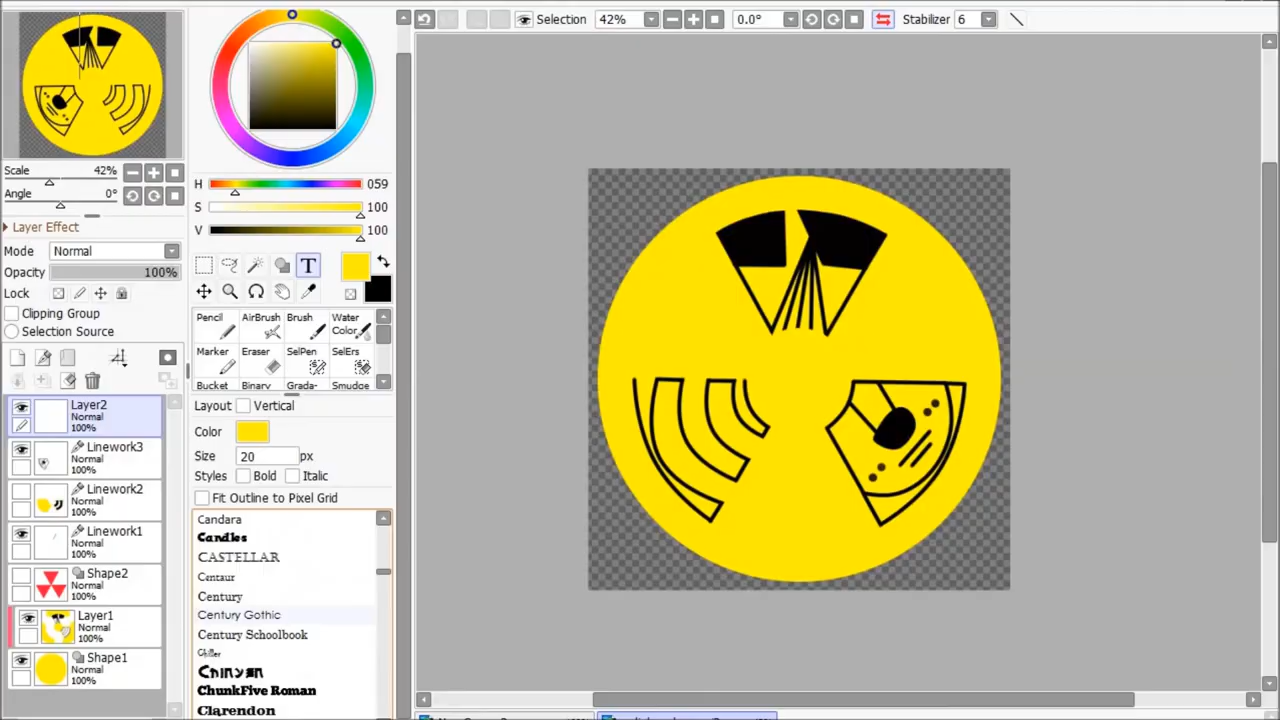 Selection 42% 0.0° Stabilizer 6
Scale 42%
Angle 0°
Layer Effect
Mode Normal
Opacity 100%
Lock
Clipping Group
Selection Source
Layer2
Normal
100%
Linework3
Normal
100%
Linework2
Normal
100%
Linework1
Normal
100%
Shape2
Normal
100%
Layer1
Normal
100%
Shape1
Normal
100%
H 059
S 100
V 100
T
Pencil AirBrush Brush Water Color
Marker Eraser SelPen SelErs
Bucket Binary Grada- Smudge
Layout Vertical
Color
Size 20 px
Styles Bold Italic
Fit Outline to Pixel Grid
Candara
Candles
CASTELLAR
Centaur
Century
Century Gothic
Century Schoolbook
Chiller
Chinyen
ChunkFive Roman
Clarendon